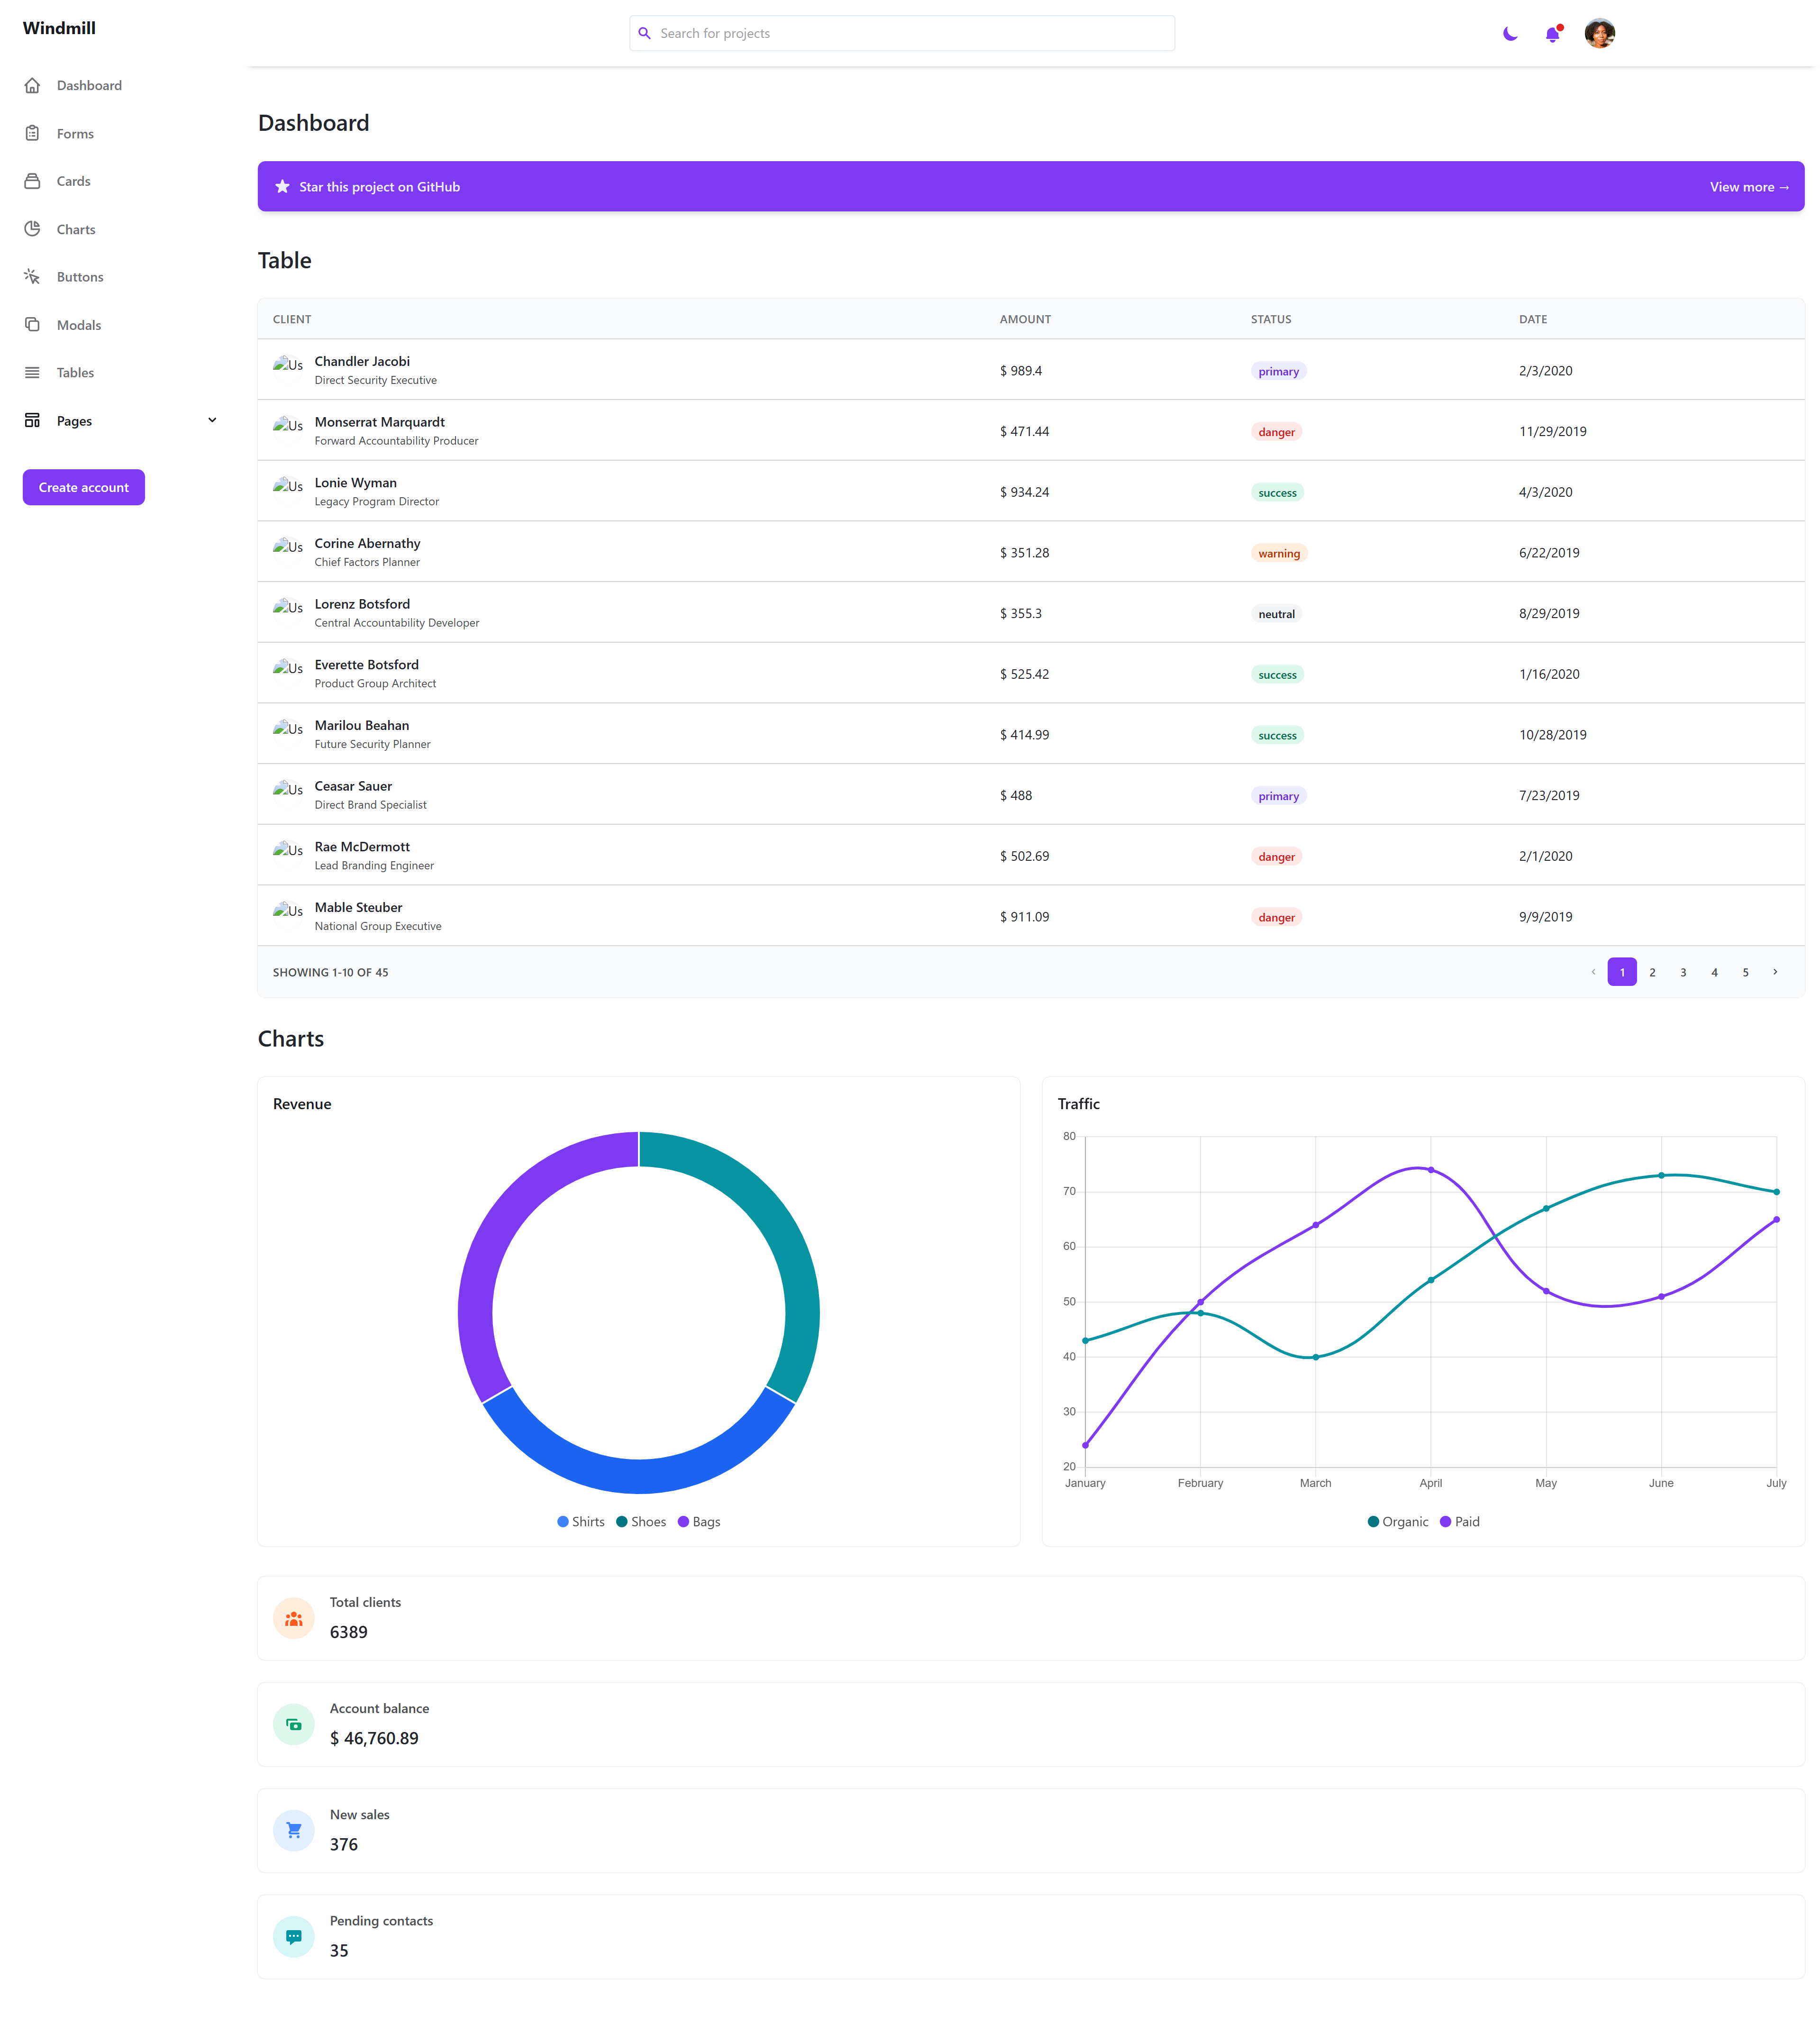 Windmill
Search for projects
Dashboard
Forms
Cards
Charts
Buttons
Modals
Tables
Pages
Create account
Dashboard
Star this project on GitHub
View more →
Table
CLIENT AMOUNT STATUS DATE
Us
Chandler Jacobi
Direct Security Executive
$ 989.4
primary
2/3/2020
Us
Monserrat Marquardt
Forward Accountability Producer
$ 471.44
danger
11/29/2019
Us
Lonie Wyman
Legacy Program Director
$ 934.24
success
4/3/2020
Us
Corine Abernathy
Chief Factors Planner
$ 351.28
warning
6/22/2019
Us
Lorenz Botsford
Central Accountability Developer
$ 355.3
neutral
8/29/2019
Us
Everette Botsford
Product Group Architect
$ 525.42
success
1/16/2020
Us
Marilou Beahan
Future Security Planner
$ 414.99
success
10/28/2019
Us
Ceasar Sauer
Direct Brand Specialist
$ 488
primary
7/23/2019
Us
Rae McDermott
Lead Branding Engineer
$ 502.69
danger
2/1/2020
Us
Mable Steuber
National Group Executive
$ 911.09
danger
9/9/2019
SHOWING 1-10 OF 45
1 2 3 4 5
Charts
Revenue
Shirts Shoes Bags
Traffic
80
70
60
50
40
30
20
January February March April May June July
Organic Paid
Total clients
6389
Account balance
$ 46,760.89
New sales
376
Pending contacts
35